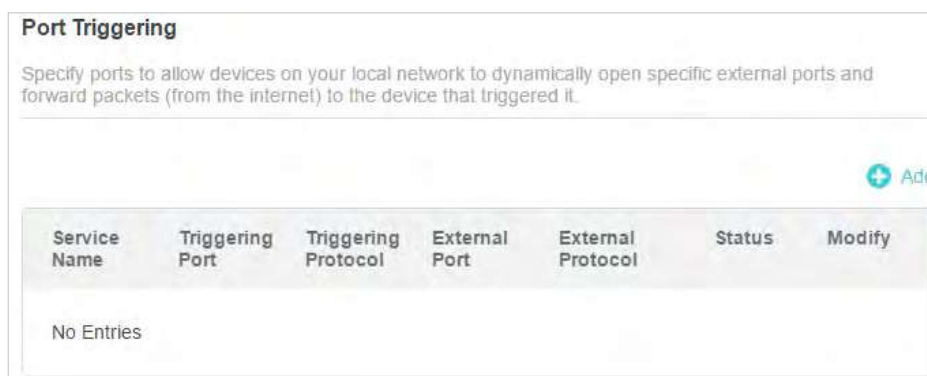 Port Triggering
Specify ports to allow devices on your local network to dynamically open specific external ports and
forward packets (from the internet) to the device that triggered it.
Add
Service Name
Triggering Port
Triggering Protocol
External Port
External Protocol
Status
Modify
No Entries